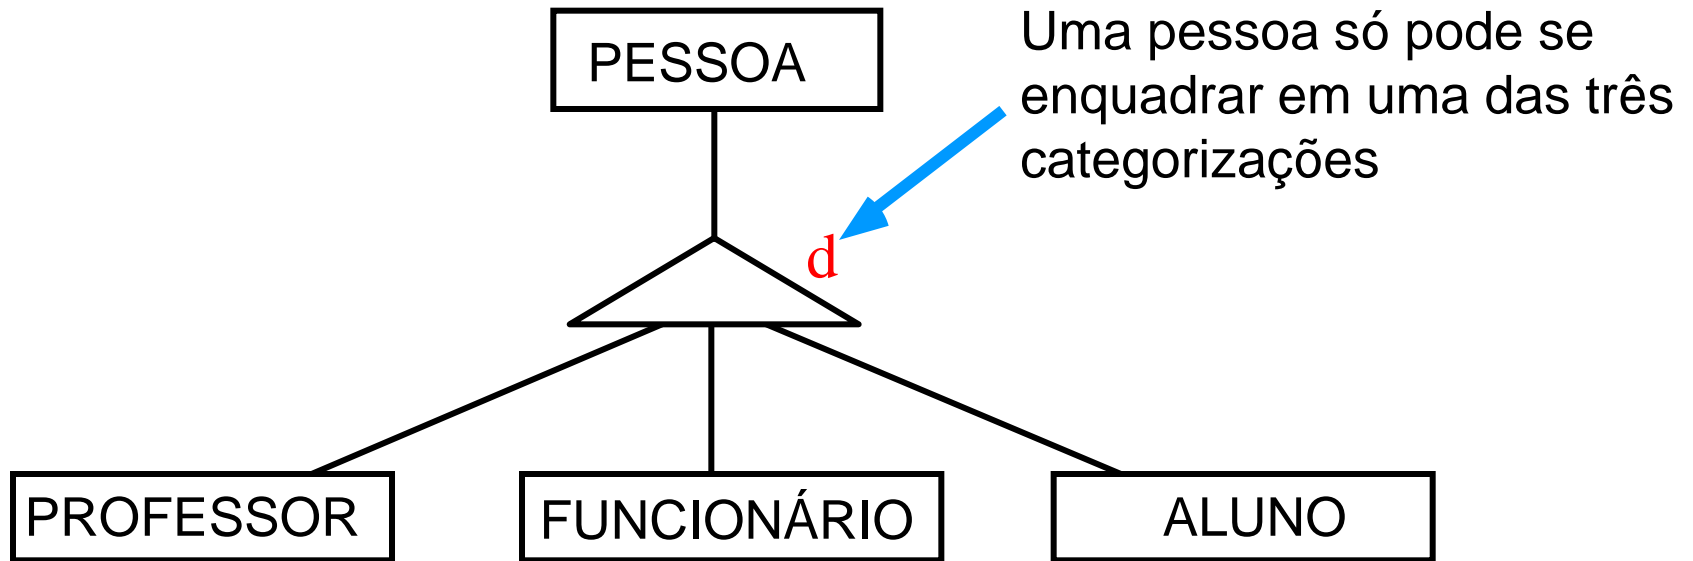 PESSOA
Uma pessoa só pode se
enquadrar em uma das três
categorizações
d
PROFESSOR
FUNCIONÁRIO
ALUNO